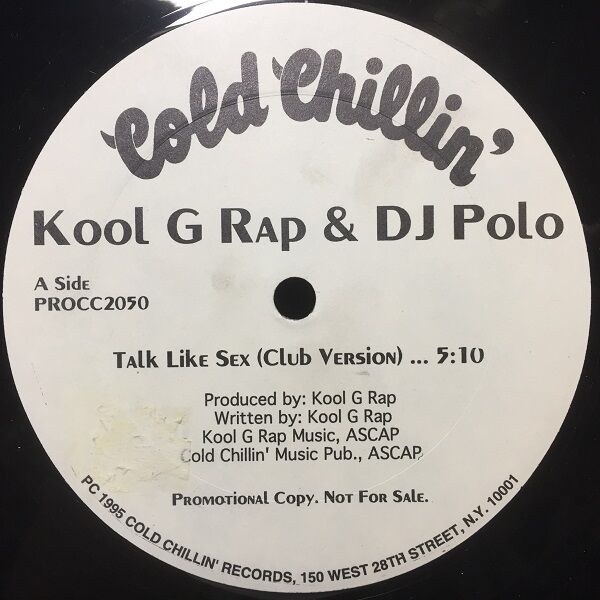 Cold Chillin'
Kool G Rap & DJ Polo
A Side
PROCC2050
Talk Like Sex (Club Version) ... 5:10
Produced by: Kool G Rap
Written by: Kool G Rap
Kool G Rap Music, ASCAP
Cold Chillin' Music Pub., ASCAP
Promotional Copy. Not For Sale.
PC 1995 COLD CHILLIN' RECORDS, 150 WEST 28TH STREET, N.Y. 10001